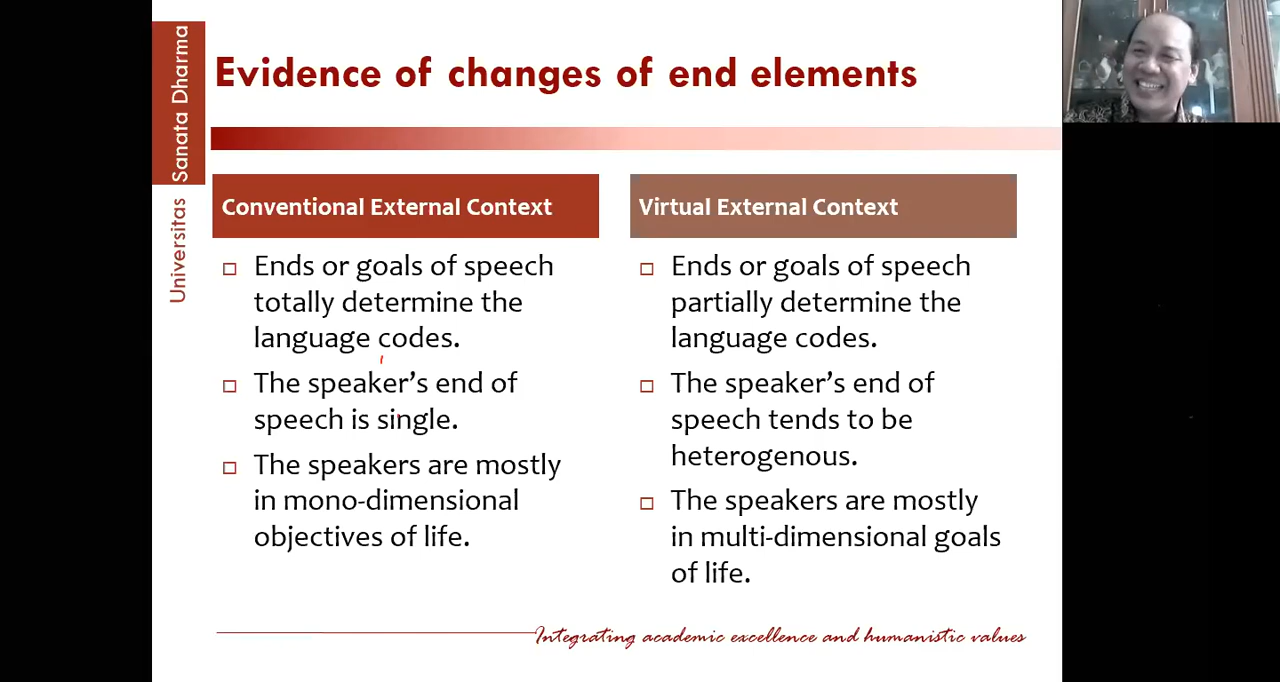 Universitas Sanata Dharma
Evidence of changes of end elements
Conventional External Context
Ends or goals of speech
totally determine the
language codes.
The speaker’s end of
speech is single.
The speakers are mostly
in mono-dimensional
objectives of life.
Virtual External Context
Ends or goals of speech
partially determine the
language codes.
The speaker’s end of
speech tends to be
heterogenous.
The speakers are mostly
in multi-dimensional goals
of life.
Integrating academic excellence and humanistic values